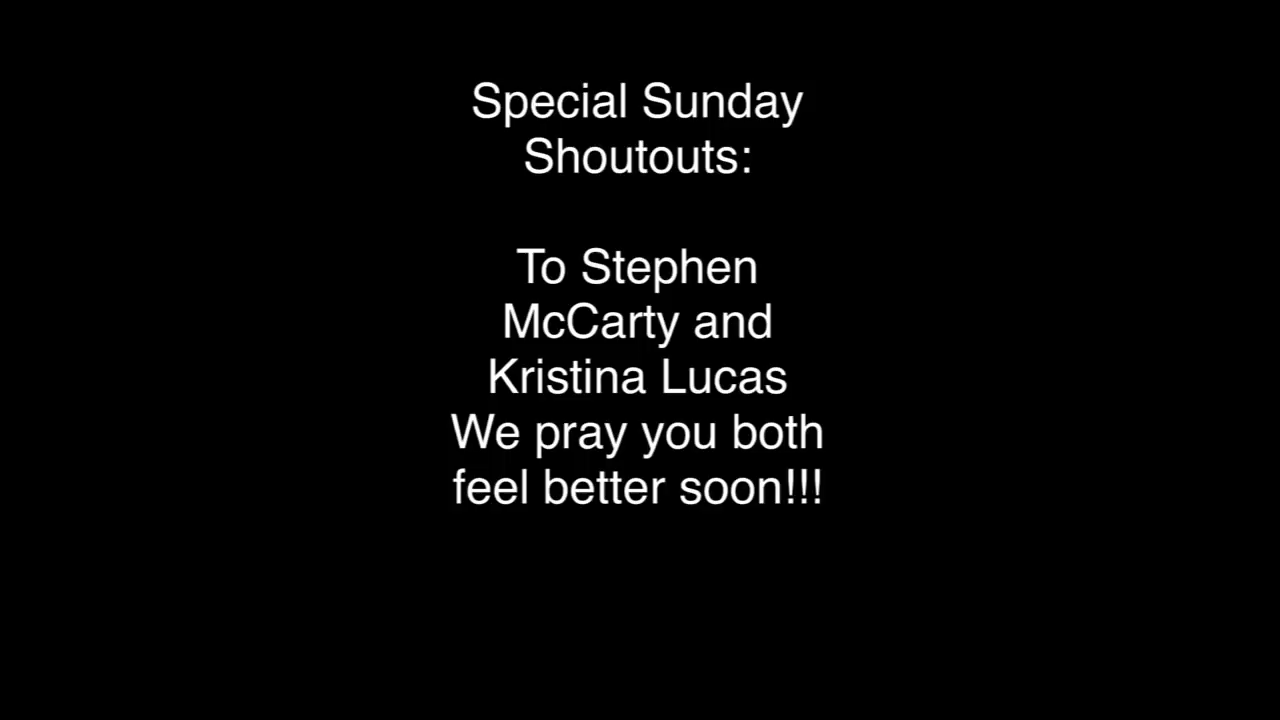 Special Sunday
Shoutouts:
To Stephen
McCarty and
Kristina Lucas
We pray you both
feel better soon!!!